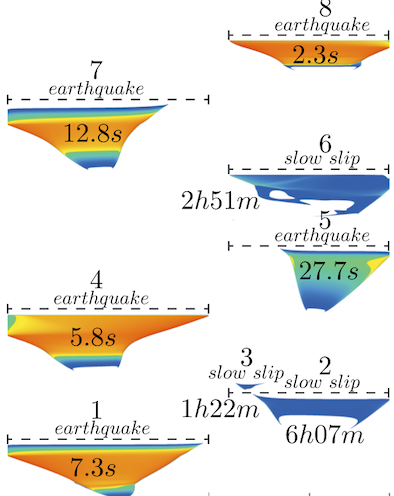 8
earthquake
2.3s
7
earthquake
12.8s
6
slow slip
2h51m
5
earthquake
27.7s
4
earthquake
5.8s
3
slow slip
1h22m
2
slow slip
6h07m
1
earthquake
7.3s